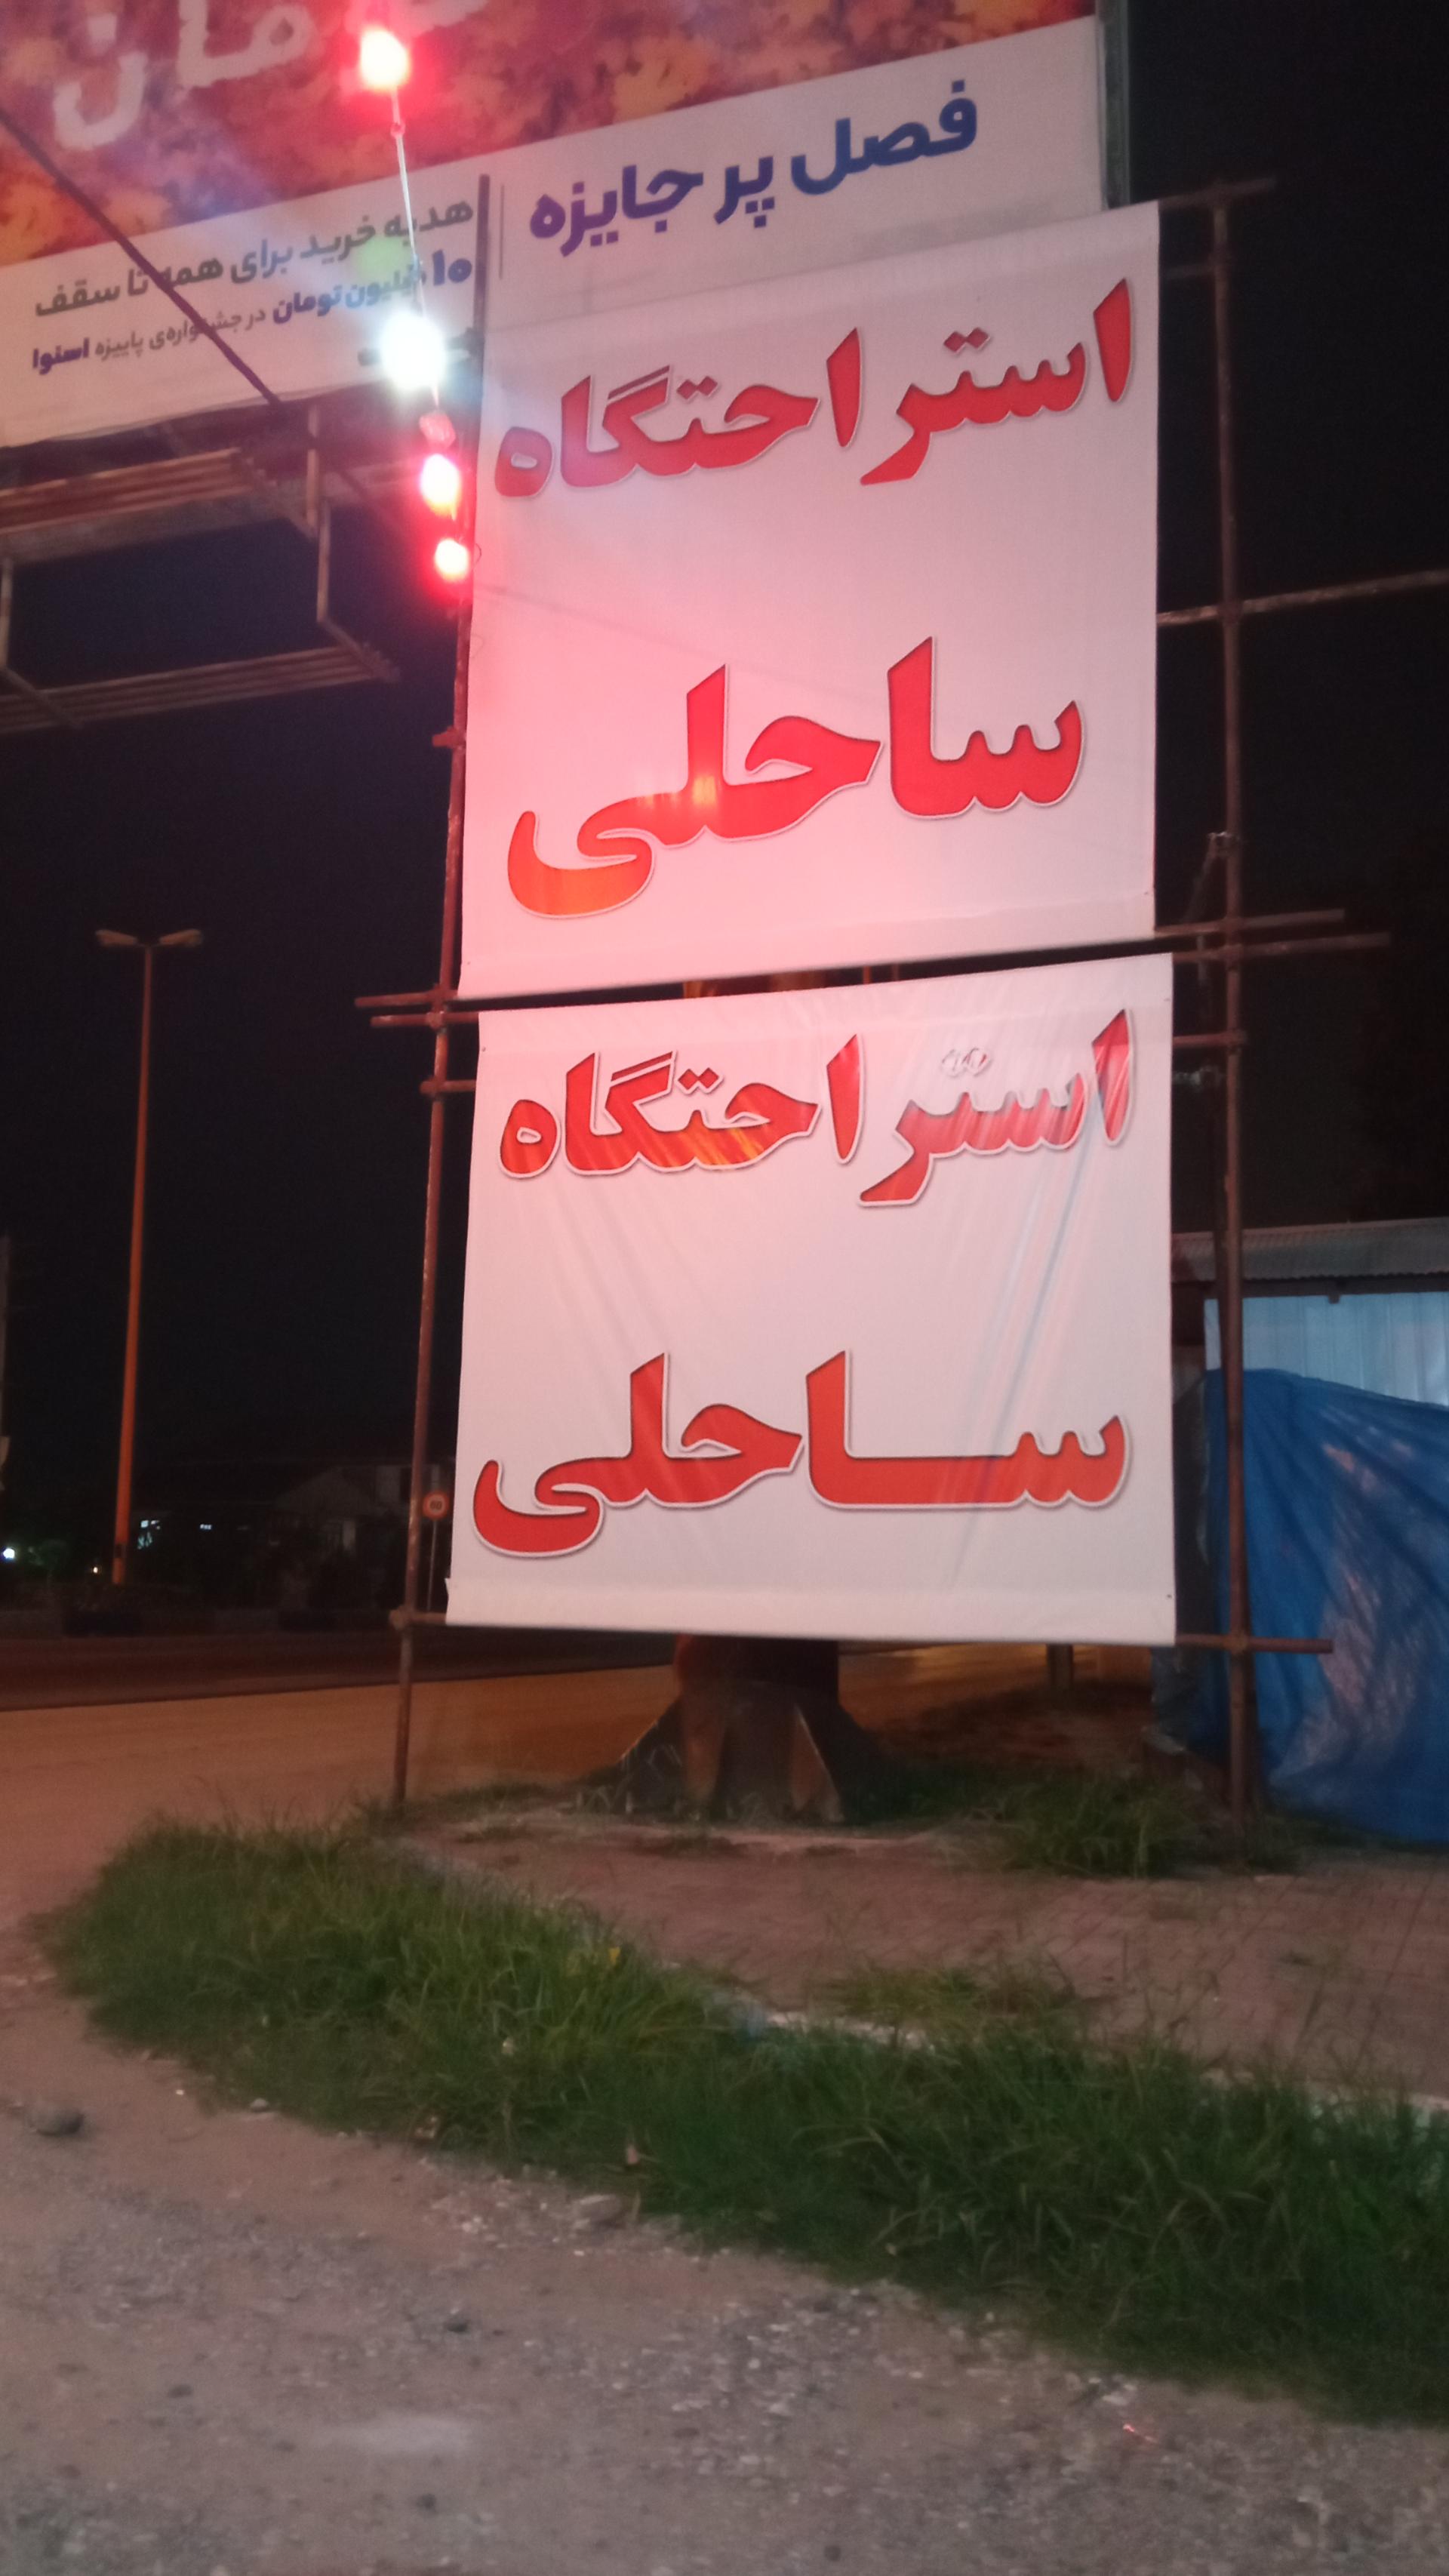 فصل پر جایزه
هدیه خرید برای همه تا سقف
۱۰ میلیون تومان در جشنواره‌ی پاییزه اسنوا
استراحتگاه
ساحلی
استراحتگاه
ساحلی